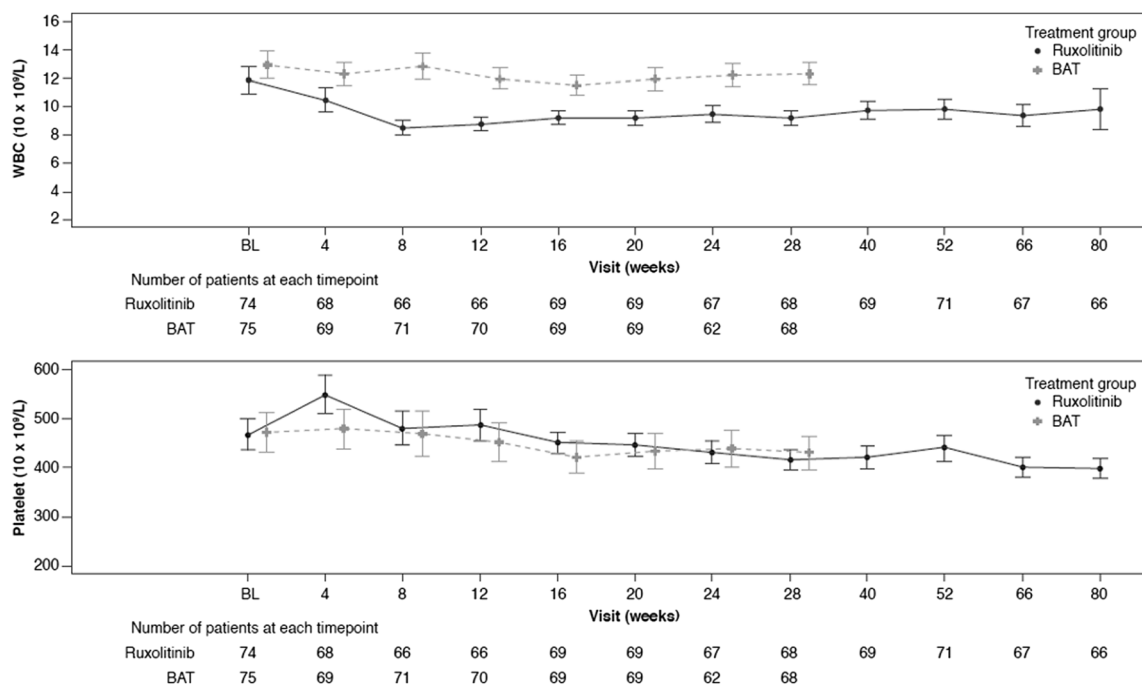 16
14
12
10
8
6
4
2
WBC (10 x 10⁹/L)
Treatment group
Ruxolitinib
BAT
BL 4 8 12 16 20 24 28 40 52 66 80
Visit (weeks)
Number of patients at each timepoint
Ruxolitinib 74 68 66 66 69 69 67 68 69 71 67 66
BAT 75 69 71 70 69 69 62 68
600
500
400
300
200
Platelet (10 x 10⁹/L)
Treatment group
Ruxolitinib
BAT
BL 4 8 12 16 20 24 28 40 52 66 80
Visit (weeks)
Number of patients at each timepoint
Ruxolitinib 74 68 66 66 69 69 67 68 69 71 67 66
BAT 75 69 71 70 69 69 62 68